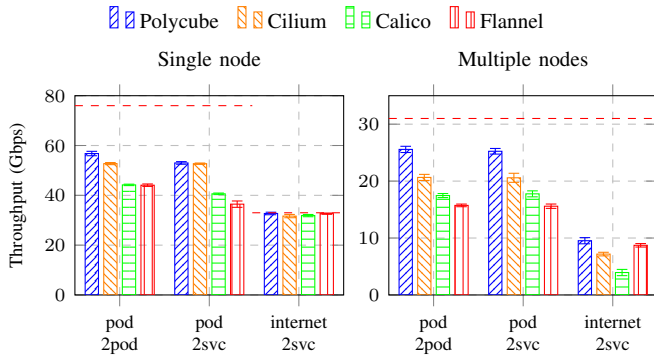 Polycube Cilium Calico Flannel
Single node
Multiple nodes
Throughput (Gbps)
80
60
40
20
0
pod
2pod
pod
2svc
internet
2svc
30
20
10
0
pod
2pod
pod
2svc
internet
2svc